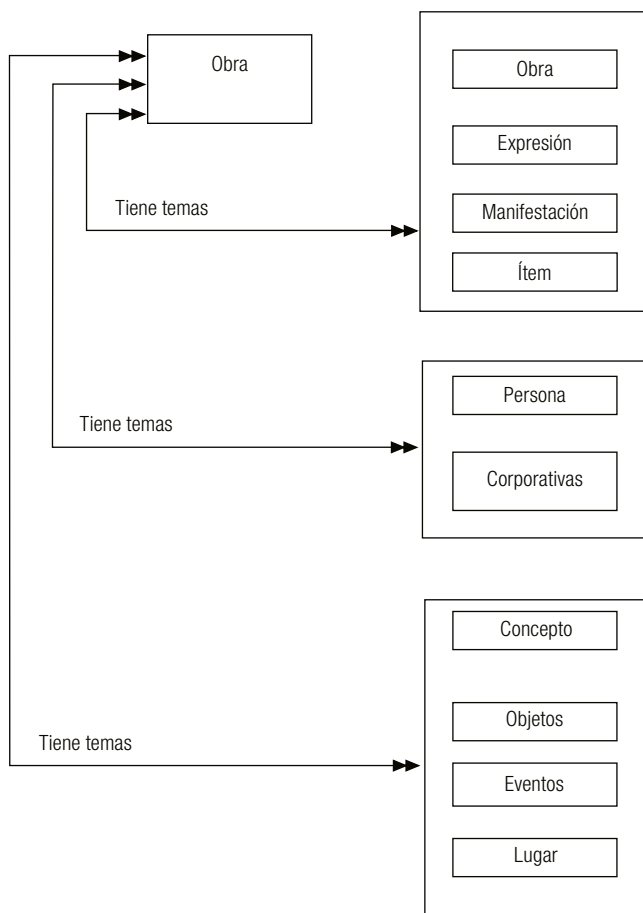 Obra
Obra
Expresión
Tiene temas
Manifestación
Ítem
Persona
Tiene temas
Corporativas
Concepto
Objetos
Tiene temas
Eventos
Lugar